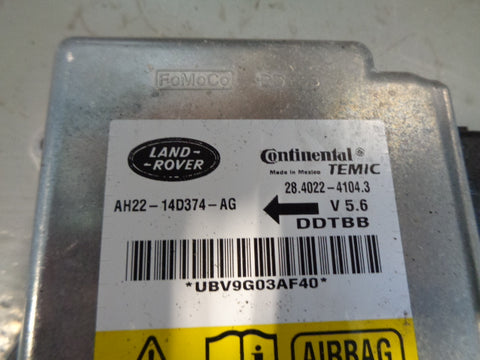 FoMoCo
LAND-
-ROVER
Continental
Made in Mexico TEMIC
28.4022-4104.3
AH22-14D374-AG
V 5.6
DDTBB
*UBV9G03AF40*
AIRBAG